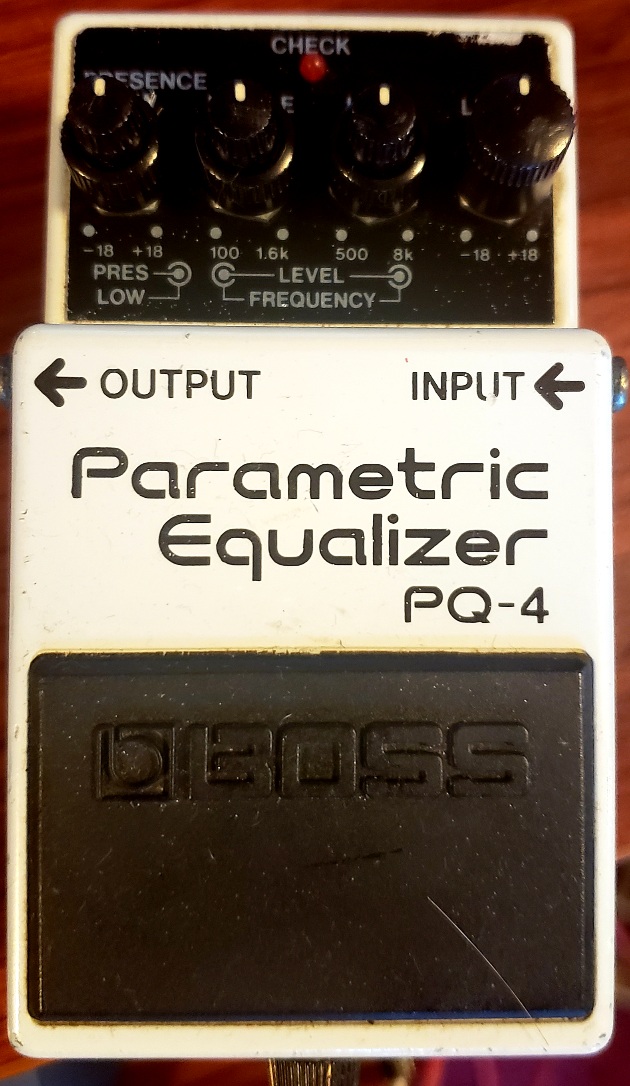 CHECK
PRESENCE
-18 +18 100 1.6k 500 8k -18 +18
PRES LEVEL
LOW FREQUENCY
OUTPUT INPUT
Parametric
Equalizer
PQ-4
BOSS